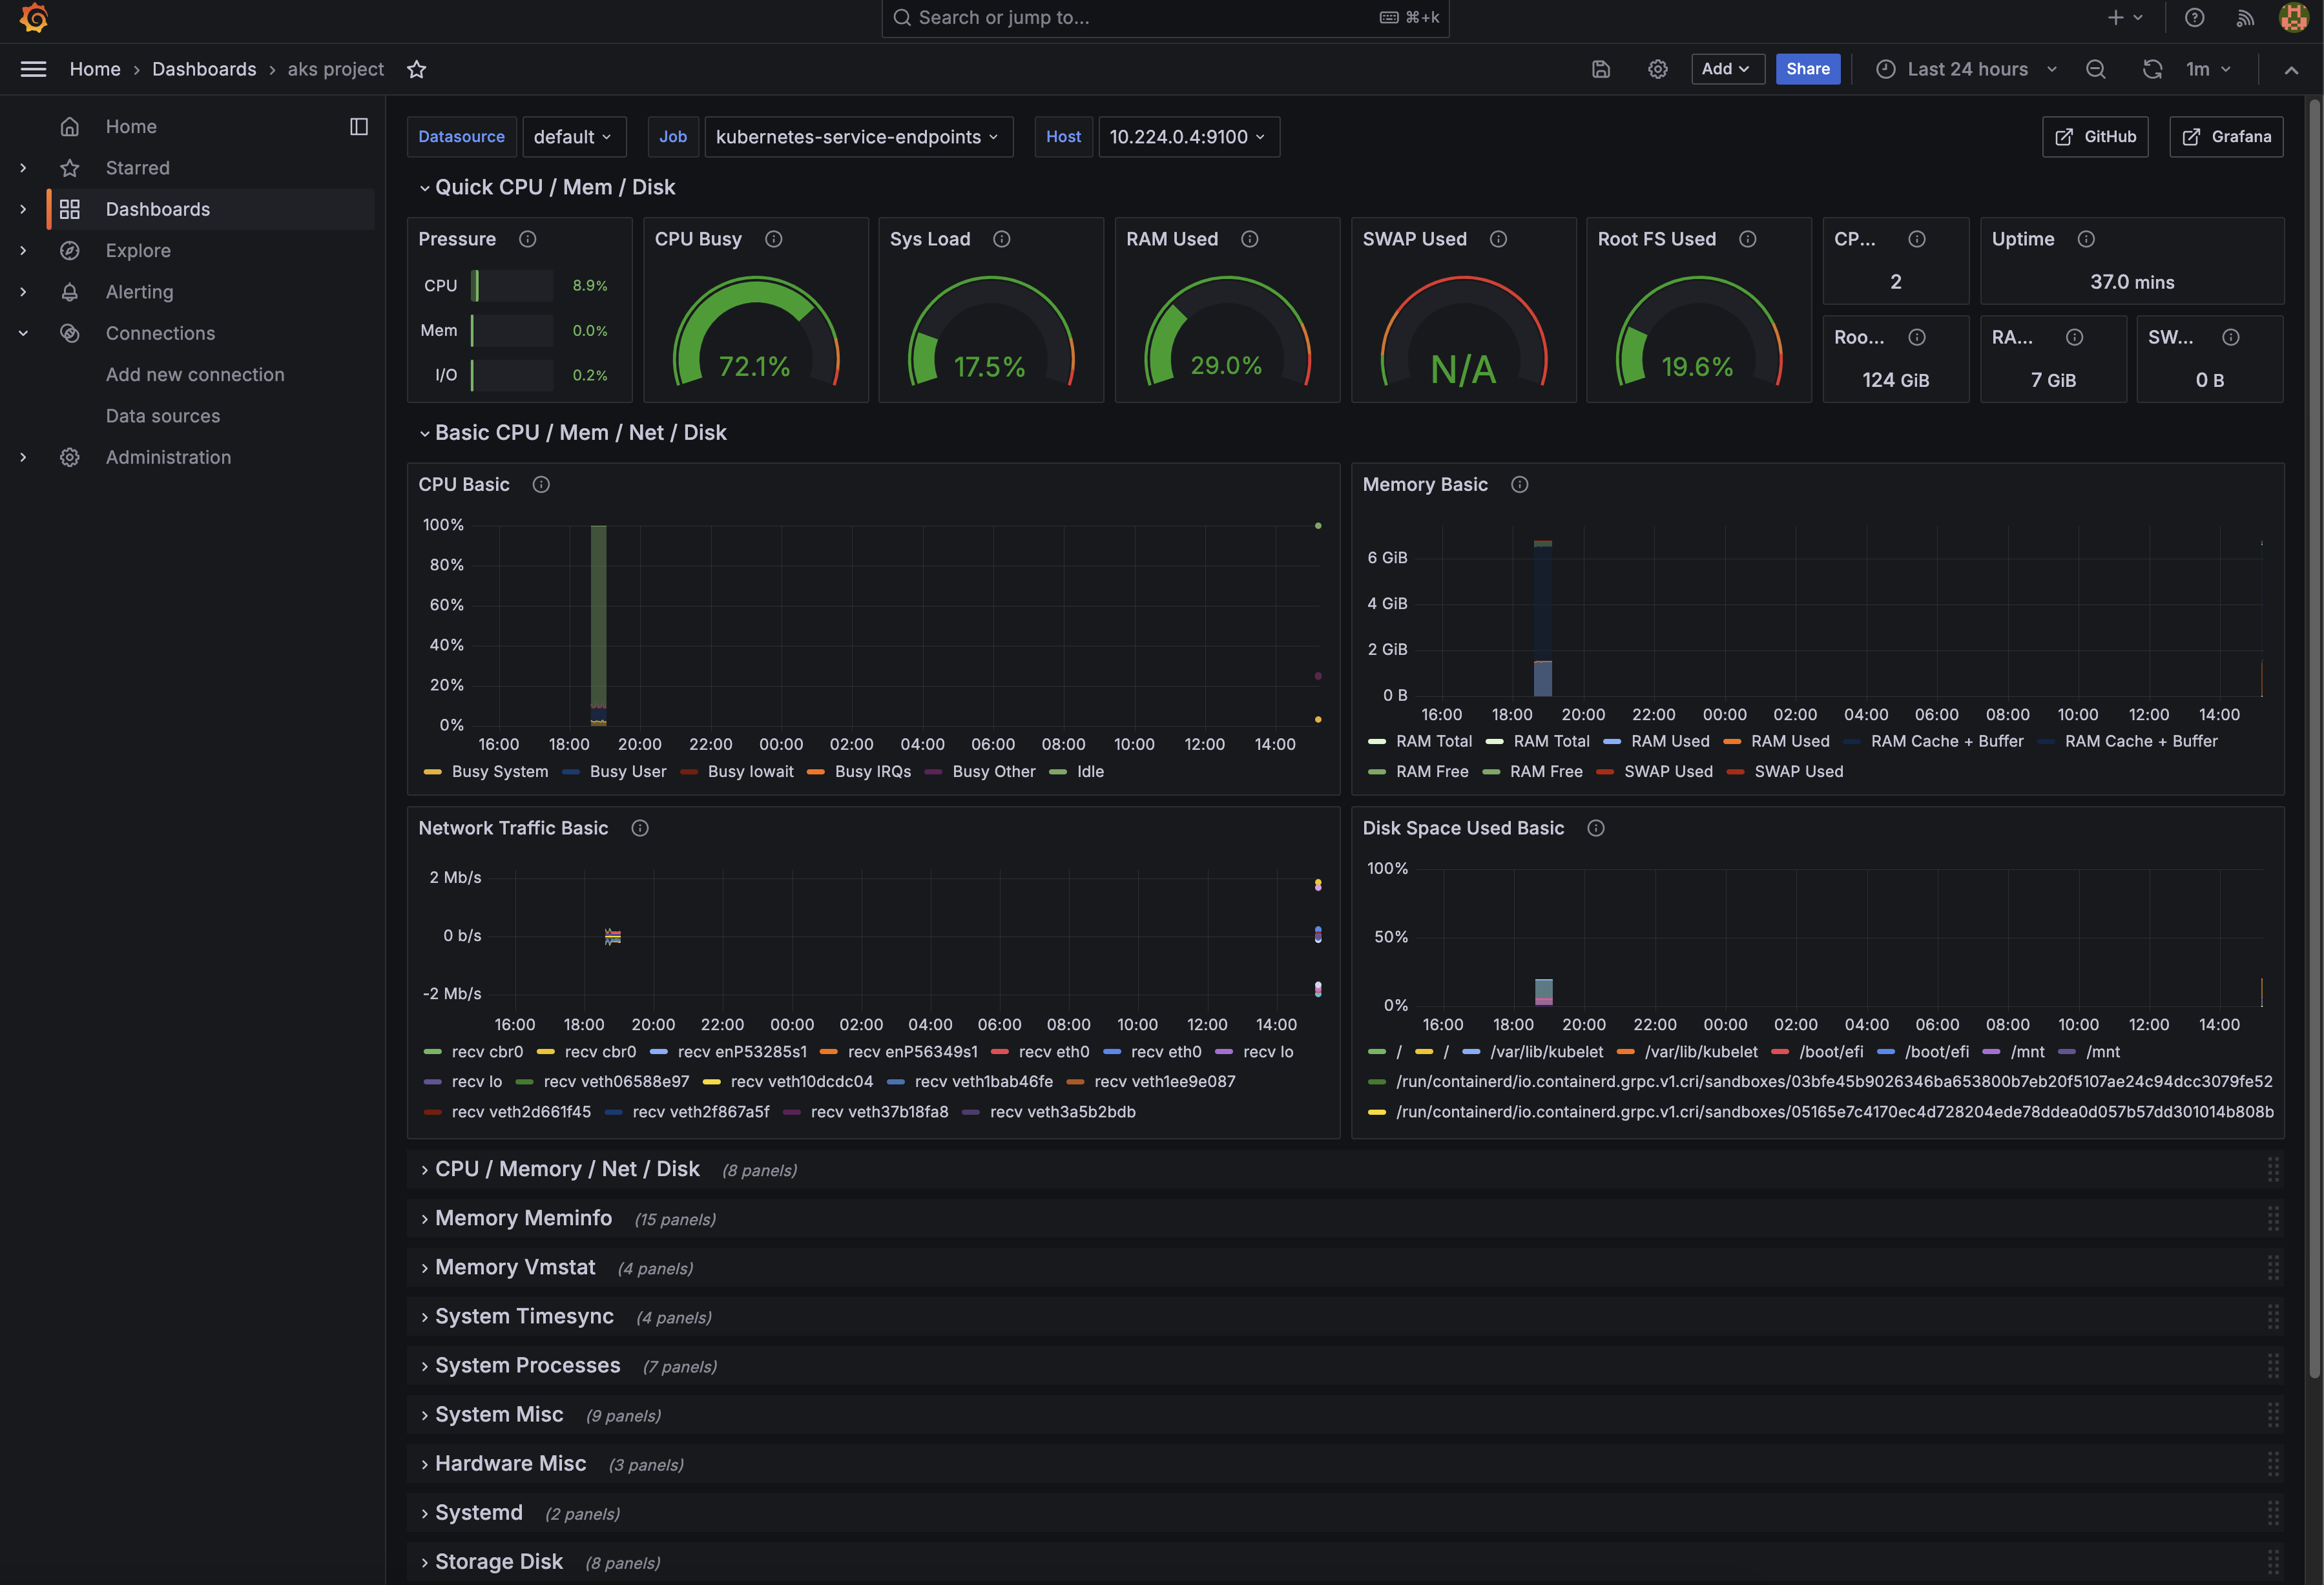 Search or jump to... ⌘+k
Home › Dashboards › aks project
Add Share Last 24 hours 1m
Home
Starred
Dashboards
Explore
Alerting
Connections
Add new connection
Data sources
Administration
Datasource default Job kubernetes-service-endpoints Host 10.224.0.4:9100 GitHub Grafana
Quick CPU / Mem / Disk
Pressure
CPU 8.9%
Mem 0.0%
I/O 0.2%
CPU Busy
72.1%
Sys Load
17.5%
RAM Used
29.0%
SWAP Used
N/A
Root FS Used
19.6%
CP...
2
Uptime
37.0 mins
Roo...
124 GiB
RA...
7 GiB
SW...
0 B
Basic CPU / Mem / Net / Disk
CPU Basic
100%
80%
60%
40%
20%
0%
16:00 18:00 20:00 22:00 00:00 02:00 04:00 06:00 08:00 10:00 12:00 14:00
Busy System Busy User Busy Iowait Busy IRQs Busy Other Idle
Memory Basic
6 GiB
4 GiB
2 GiB
0 B
16:00 18:00 20:00 22:00 00:00 02:00 04:00 06:00 08:00 10:00 12:00 14:00
RAM Total RAM Total RAM Used RAM Used RAM Cache + Buffer RAM Cache + Buffer
RAM Free RAM Free SWAP Used SWAP Used
Network Traffic Basic
2 Mb/s
0 b/s
-2 Mb/s
16:00 18:00 20:00 22:00 00:00 02:00 04:00 06:00 08:00 10:00 12:00 14:00
recv cbr0 recv cbr0 recv enP53285s1 recv enP56349s1 recv eth0 recv eth0 recv lo
recv lo recv veth06588e97 recv veth10dcdc04 recv veth1bab46fe recv veth1ee9e087
recv veth2d661f45 recv veth2f867a5f recv veth37b18fa8 recv veth3a5b2bdb
Disk Space Used Basic
100%
50%
0%
16:00 18:00 20:00 22:00 00:00 02:00 04:00 06:00 08:00 10:00 12:00 14:00
/ / /var/lib/kubelet /var/lib/kubelet /boot/efi /boot/efi /mnt /mnt
/run/containerd/io.containerd.grpc.v1.cri/sandboxes/03bfe45b9026346ba653800b7eb20f5107ae24c94dcc3079fe52
/run/containerd/io.containerd.grpc.v1.cri/sandboxes/05165e7c4170ec4d728204ede78ddea0d057b57dd301014b808b
CPU / Memory / Net / Disk (8 panels)
Memory Meminfo (15 panels)
Memory Vmstat (4 panels)
System Timesync (4 panels)
System Processes (7 panels)
System Misc (9 panels)
Hardware Misc (3 panels)
Systemd (2 panels)
Storage Disk (8 panels)